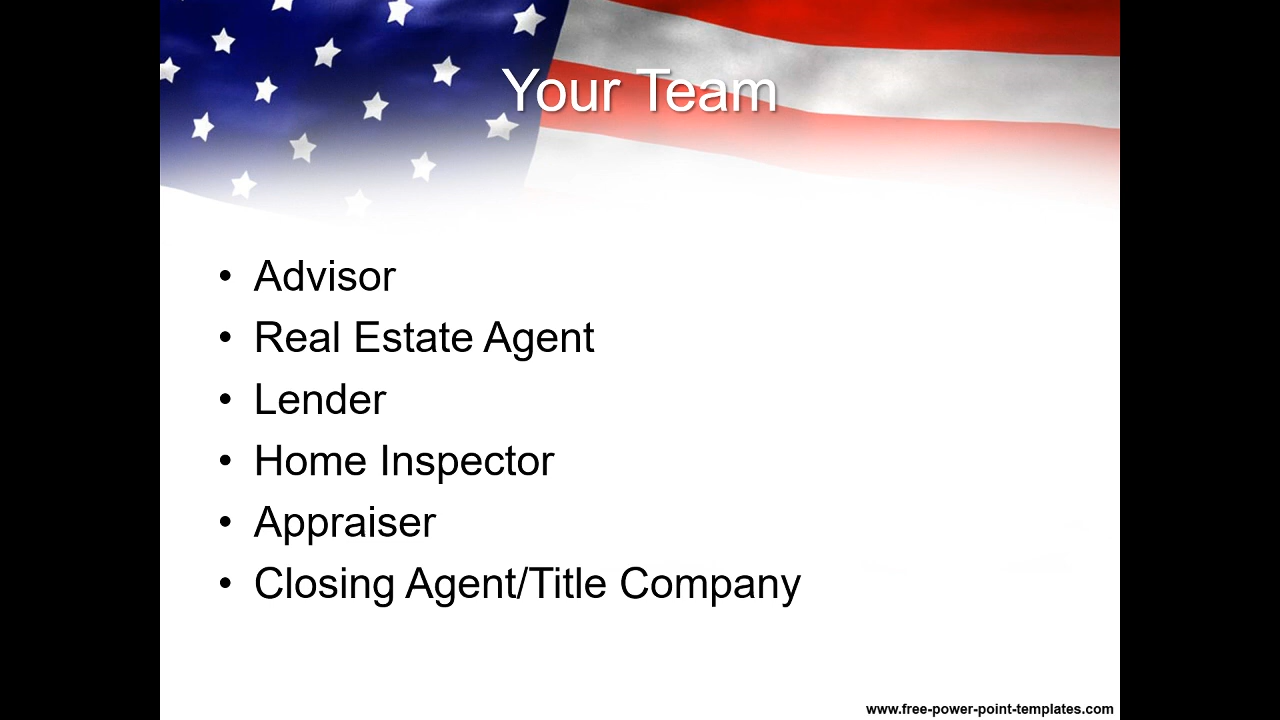 Your Team
• Advisor
• Real Estate Agent
• Lender
• Home Inspector
• Appraiser
• Closing Agent/Title Company
www.free-power-point-templates.com